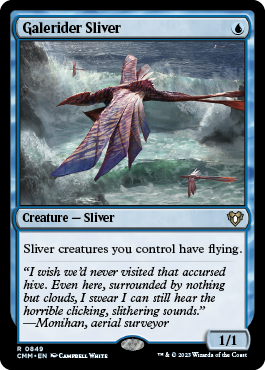 Galerider Sliver
Creature — Sliver
Sliver creatures you control have flying.
“I wish we’d never visited that accursed
hive. Even here, surrounded by nothing
but clouds, I swear I can still hear the
horrible clicking, slithering sounds.”
—Monihan, aerial surveyor
1/1
R 0849
CMM • EN Campbell White
™ & © 2023 Wizards of the Coast